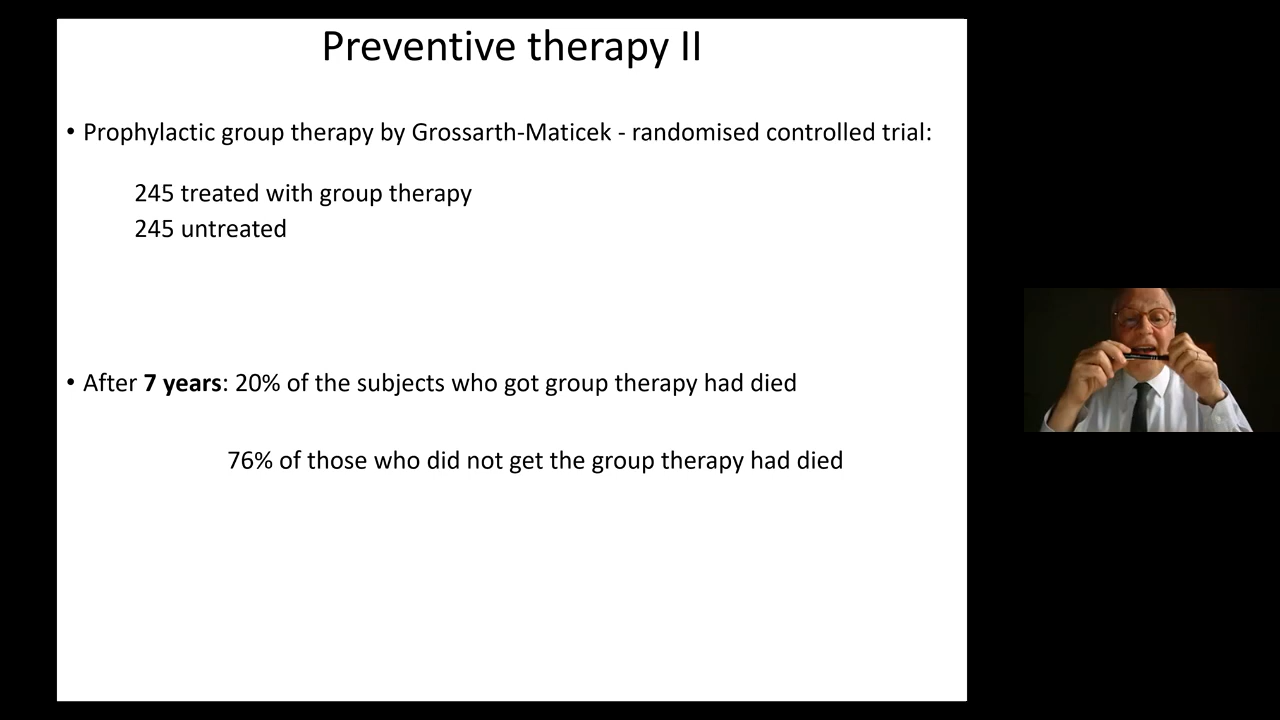 Preventive therapy II
• Prophylactic group therapy by Grossarth-Maticek - randomised controlled trial:
245 treated with group therapy
245 untreated
• After 7 years: 20% of the subjects who got group therapy had died
76% of those who did not get the group therapy had died